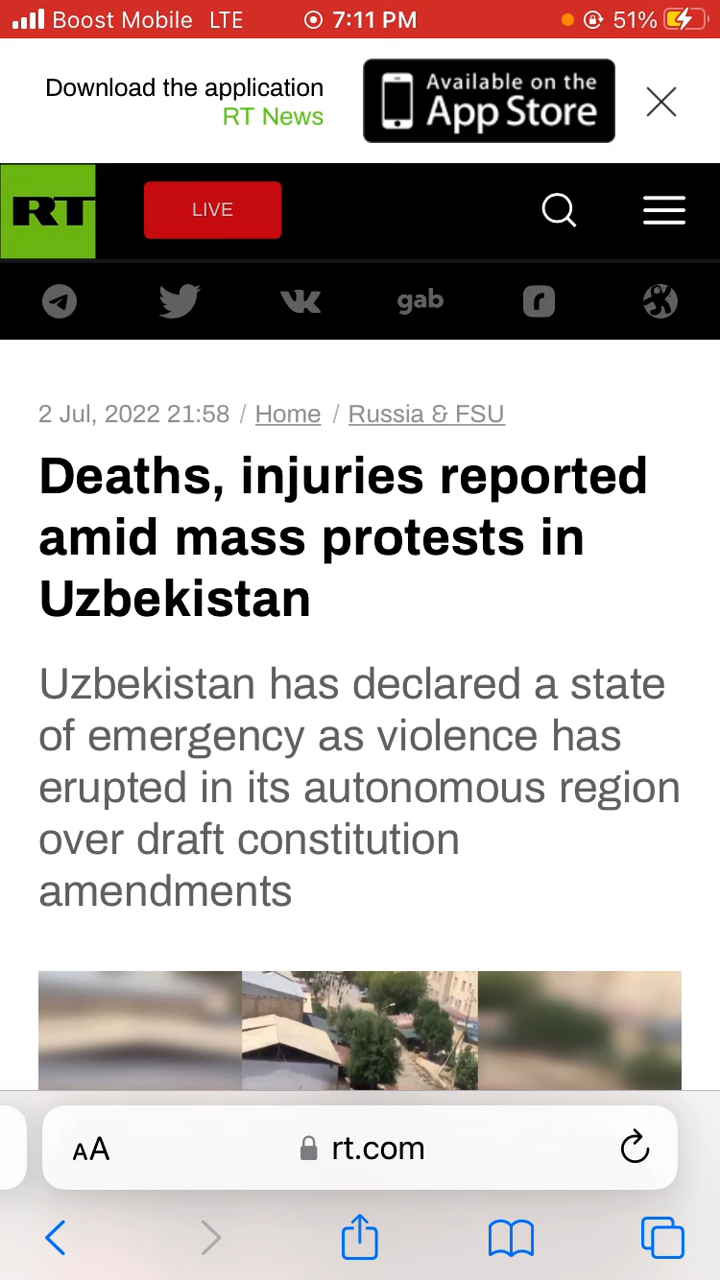 Boost Mobile LTE 7:11 PM 51%
Download the application
RT News
Available on the
App Store
RT
LIVE
gab
2 Jul, 2022 21:58 / Home / Russia & FSU
Deaths, injuries reported
amid mass protests in
Uzbekistan
Uzbekistan has declared a state
of emergency as violence has
erupted in its autonomous region
over draft constitution
amendments
AA rt.com